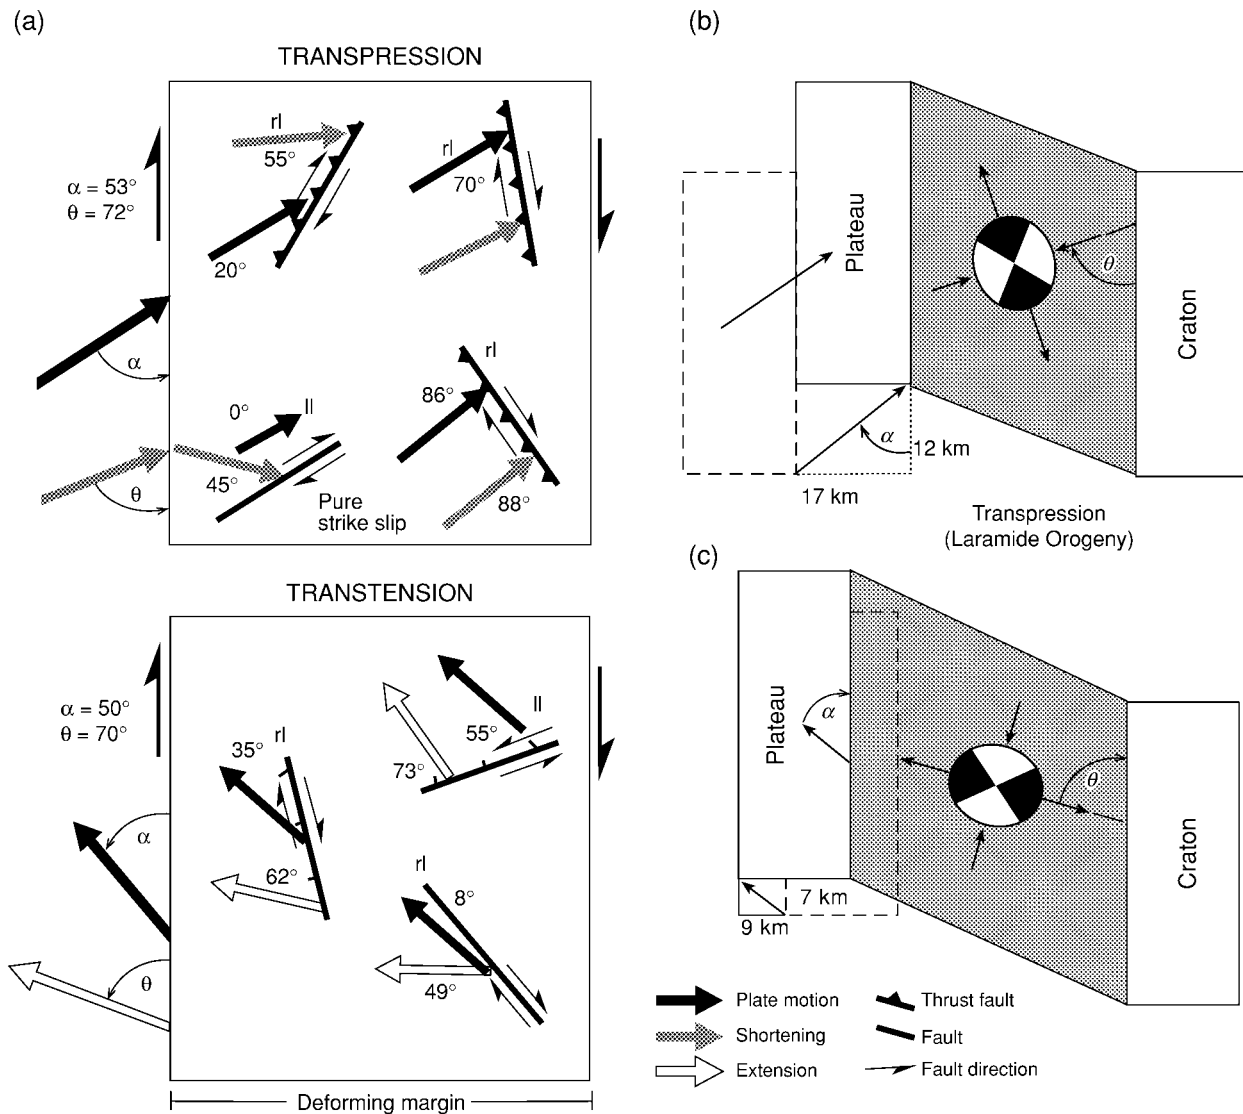 (a)
TRANSPRESSION
α = 53°
θ = 72°
rl
55°
20°
rl
70°
α
θ
0°
ll
45°
Pure
strike slip
rl
86°
88°
TRANSTENSION
α = 50°
θ = 70°
α
θ
rl
35°
62°
ll
55°
73°
rl
8°
49°
Deforming margin
(b)
Plateau
θ
Craton
α
12 km
17 km
Transpression
(Laramide Orogeny)
(c)
Plateau
α
θ
Craton
7 km
9 km
Plate motion
Shortening
Extension
Thrust fault
Fault
Fault direction